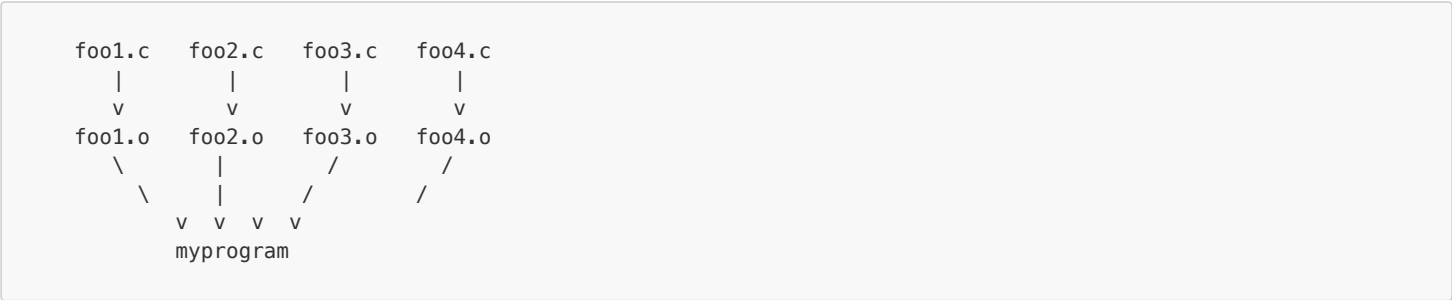 foo1.c   foo2.c   foo3.c   foo4.c
   |        |        |        |
   v        v        v        v
foo1.o   foo2.o   foo3.o   foo4.o
   \       |        /        /
     \     |      /        /
        v  v  v  v
        myprogram